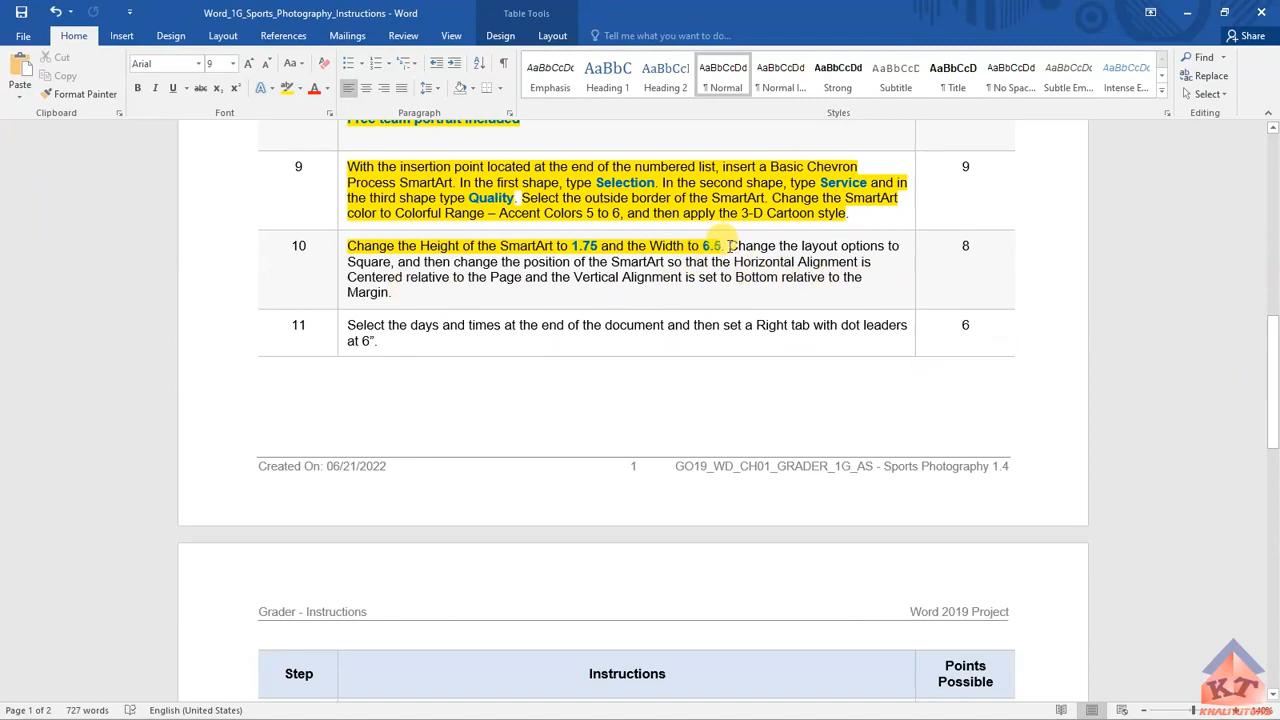 Word_1G_Sports_Photography_Instructions - Word
Table Tools
File Home Insert Design Layout References Mailings Review View Design Layout Tell me what you want to do... Share
Cut
Copy
Paste
Format Painter
Clipboard
Arial 9
Font
Paragraph
AaBbCcDc AaBbC AaBbCcI AaBbCcDd AaBbCcDd AaBbCcDd AaBbCcDd AaBbCcDd AaBbCcDd AaBbCcDd AaBbCcDd
Emphasis Heading 1 Heading 2 ¶ Normal ¶ Normal I... Strong Subtitle ¶ Title ¶ No Spac... Subtle Em... Intense E...
Styles
Find
Replace
Select
Editing
Free team portrait included
9 With the insertion point located at the end of the numbered list, insert a Basic Chevron 9
Process SmartArt. In the first shape, type Selection. In the second shape, type Service and in
the third shape type Quality. Select the outside border of the SmartArt. Change the SmartArt
color to Colorful Range – Accent Colors 5 to 6, and then apply the 3-D Cartoon style.
10 Change the Height of the SmartArt to 1.75 and the Width to 6.5. Change the layout options to 8
Square, and then change the position of the SmartArt so that the Horizontal Alignment is
Centered relative to the Page and the Vertical Alignment is set to Bottom relative to the
Margin.
11 Select the days and times at the end of the document and then set a Right tab with dot leaders 6
at 6”.
Created On: 06/21/2022 1 GO19_WD_CH01_GRADER_1G_AS - Sports Photography 1.4
Grader - Instructions Word 2019 Project
Step Instructions Points
Possible
KT
Page 1 of 2 727 words English (United States)